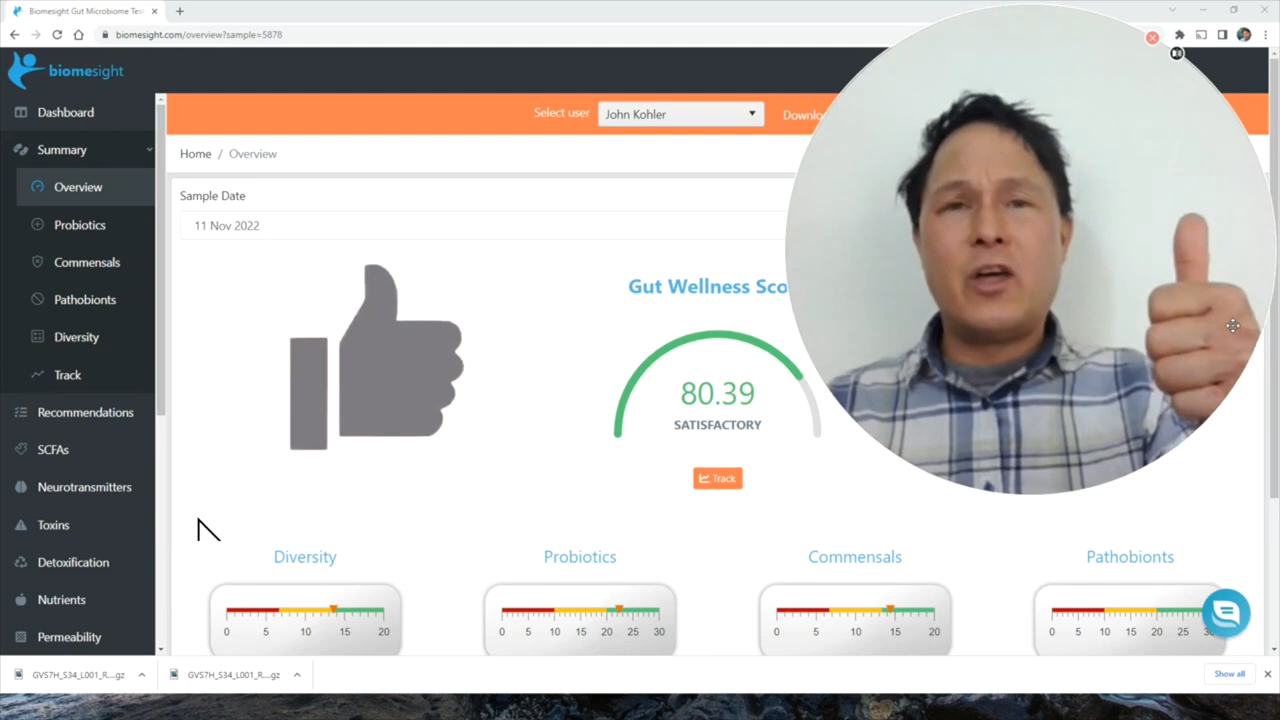 Biomesight Gut Microbiome Tes
biomesight.com/overview?sample=5878
biomesight
Select user
John Kohler
Downlo
Dashboard
Summary
Overview
Probiotics
Commensals
Pathobionts
Diversity
Track
Recommendations
SCFAs
Neurotransmitters
Toxins
Detoxification
Nutrients
Permeability
Home / Overview
Sample Date
11 Nov 2022
Gut Wellness Sco
80.39
SATISFACTORY
Track
Diversity
0 5 10 15 20
Probiotics
0 5 10 15 20 25 30
Commensals
0 5 10 15 20
Pathobionts
0 5 10 15 20 25
GVS7H_S34_L001_R....gz
GVS7H_S34_L001_R....gz
Show all